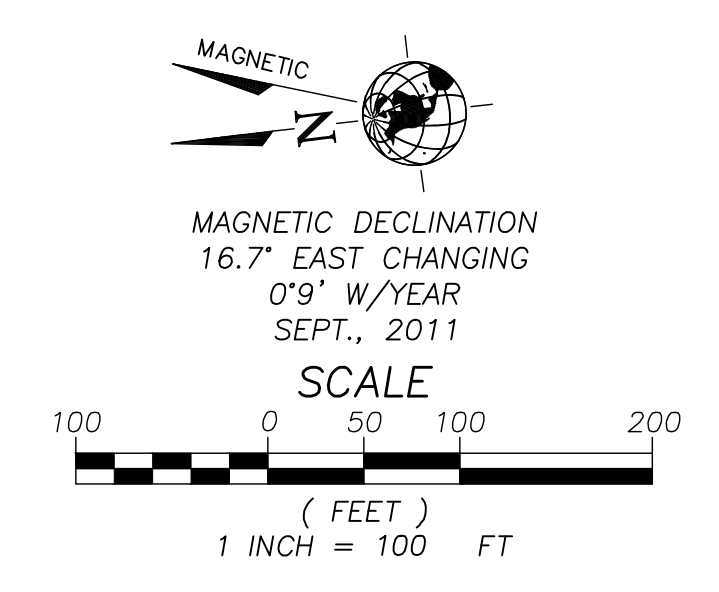 MAGNETIC
N
MAGNETIC DECLINATION
16.7° EAST CHANGING
0°9' W/YEAR
SEPT., 2011
SCALE
100 0 50 100 200
( FEET )
1 INCH = 100 FT